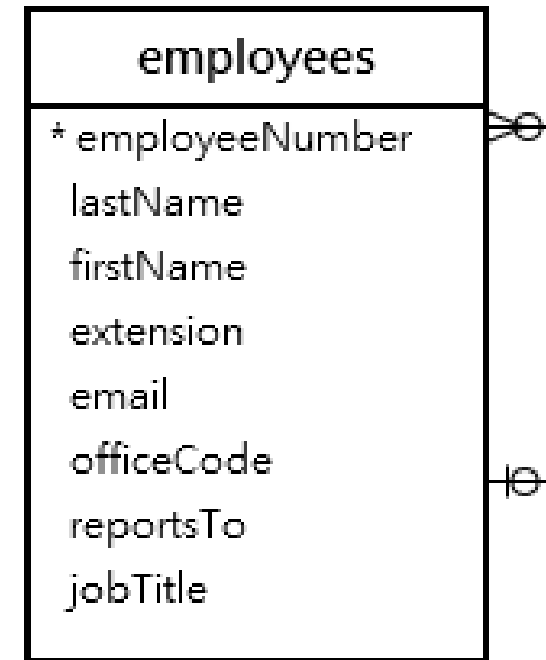 employees
* employeeNumber
lastName
firstName
extension
email
officeCode
reportsTo
jobTitle